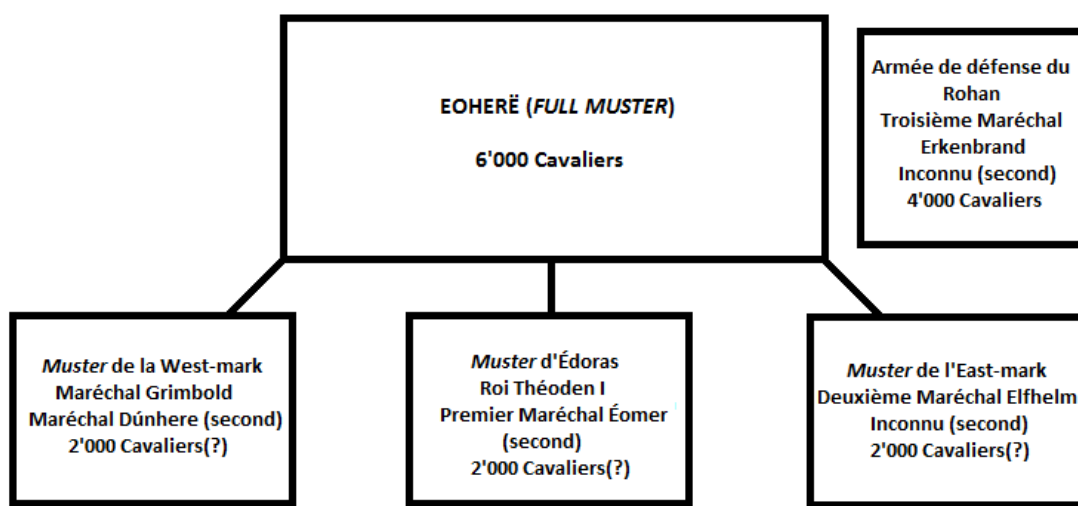 EOHERË (FULL MUSTER)
6'000 Cavaliers
Armée de défense du
Rohan
Troisième Maréchal
Erkenbrand
Inconnu (second)
4'000 Cavaliers
Muster de la West-mark
Maréchal Grimbold
Maréchal Dúnhere (second)
2'000 Cavaliers(?)
Muster d'Édoras
Roi Théoden I
Premier Maréchal Éomer
(second)
2'000 Cavaliers(?)
Muster de l'East-mark
Deuxième Maréchal Elfhelm
Inconnu (second)
2'000 Cavaliers(?)